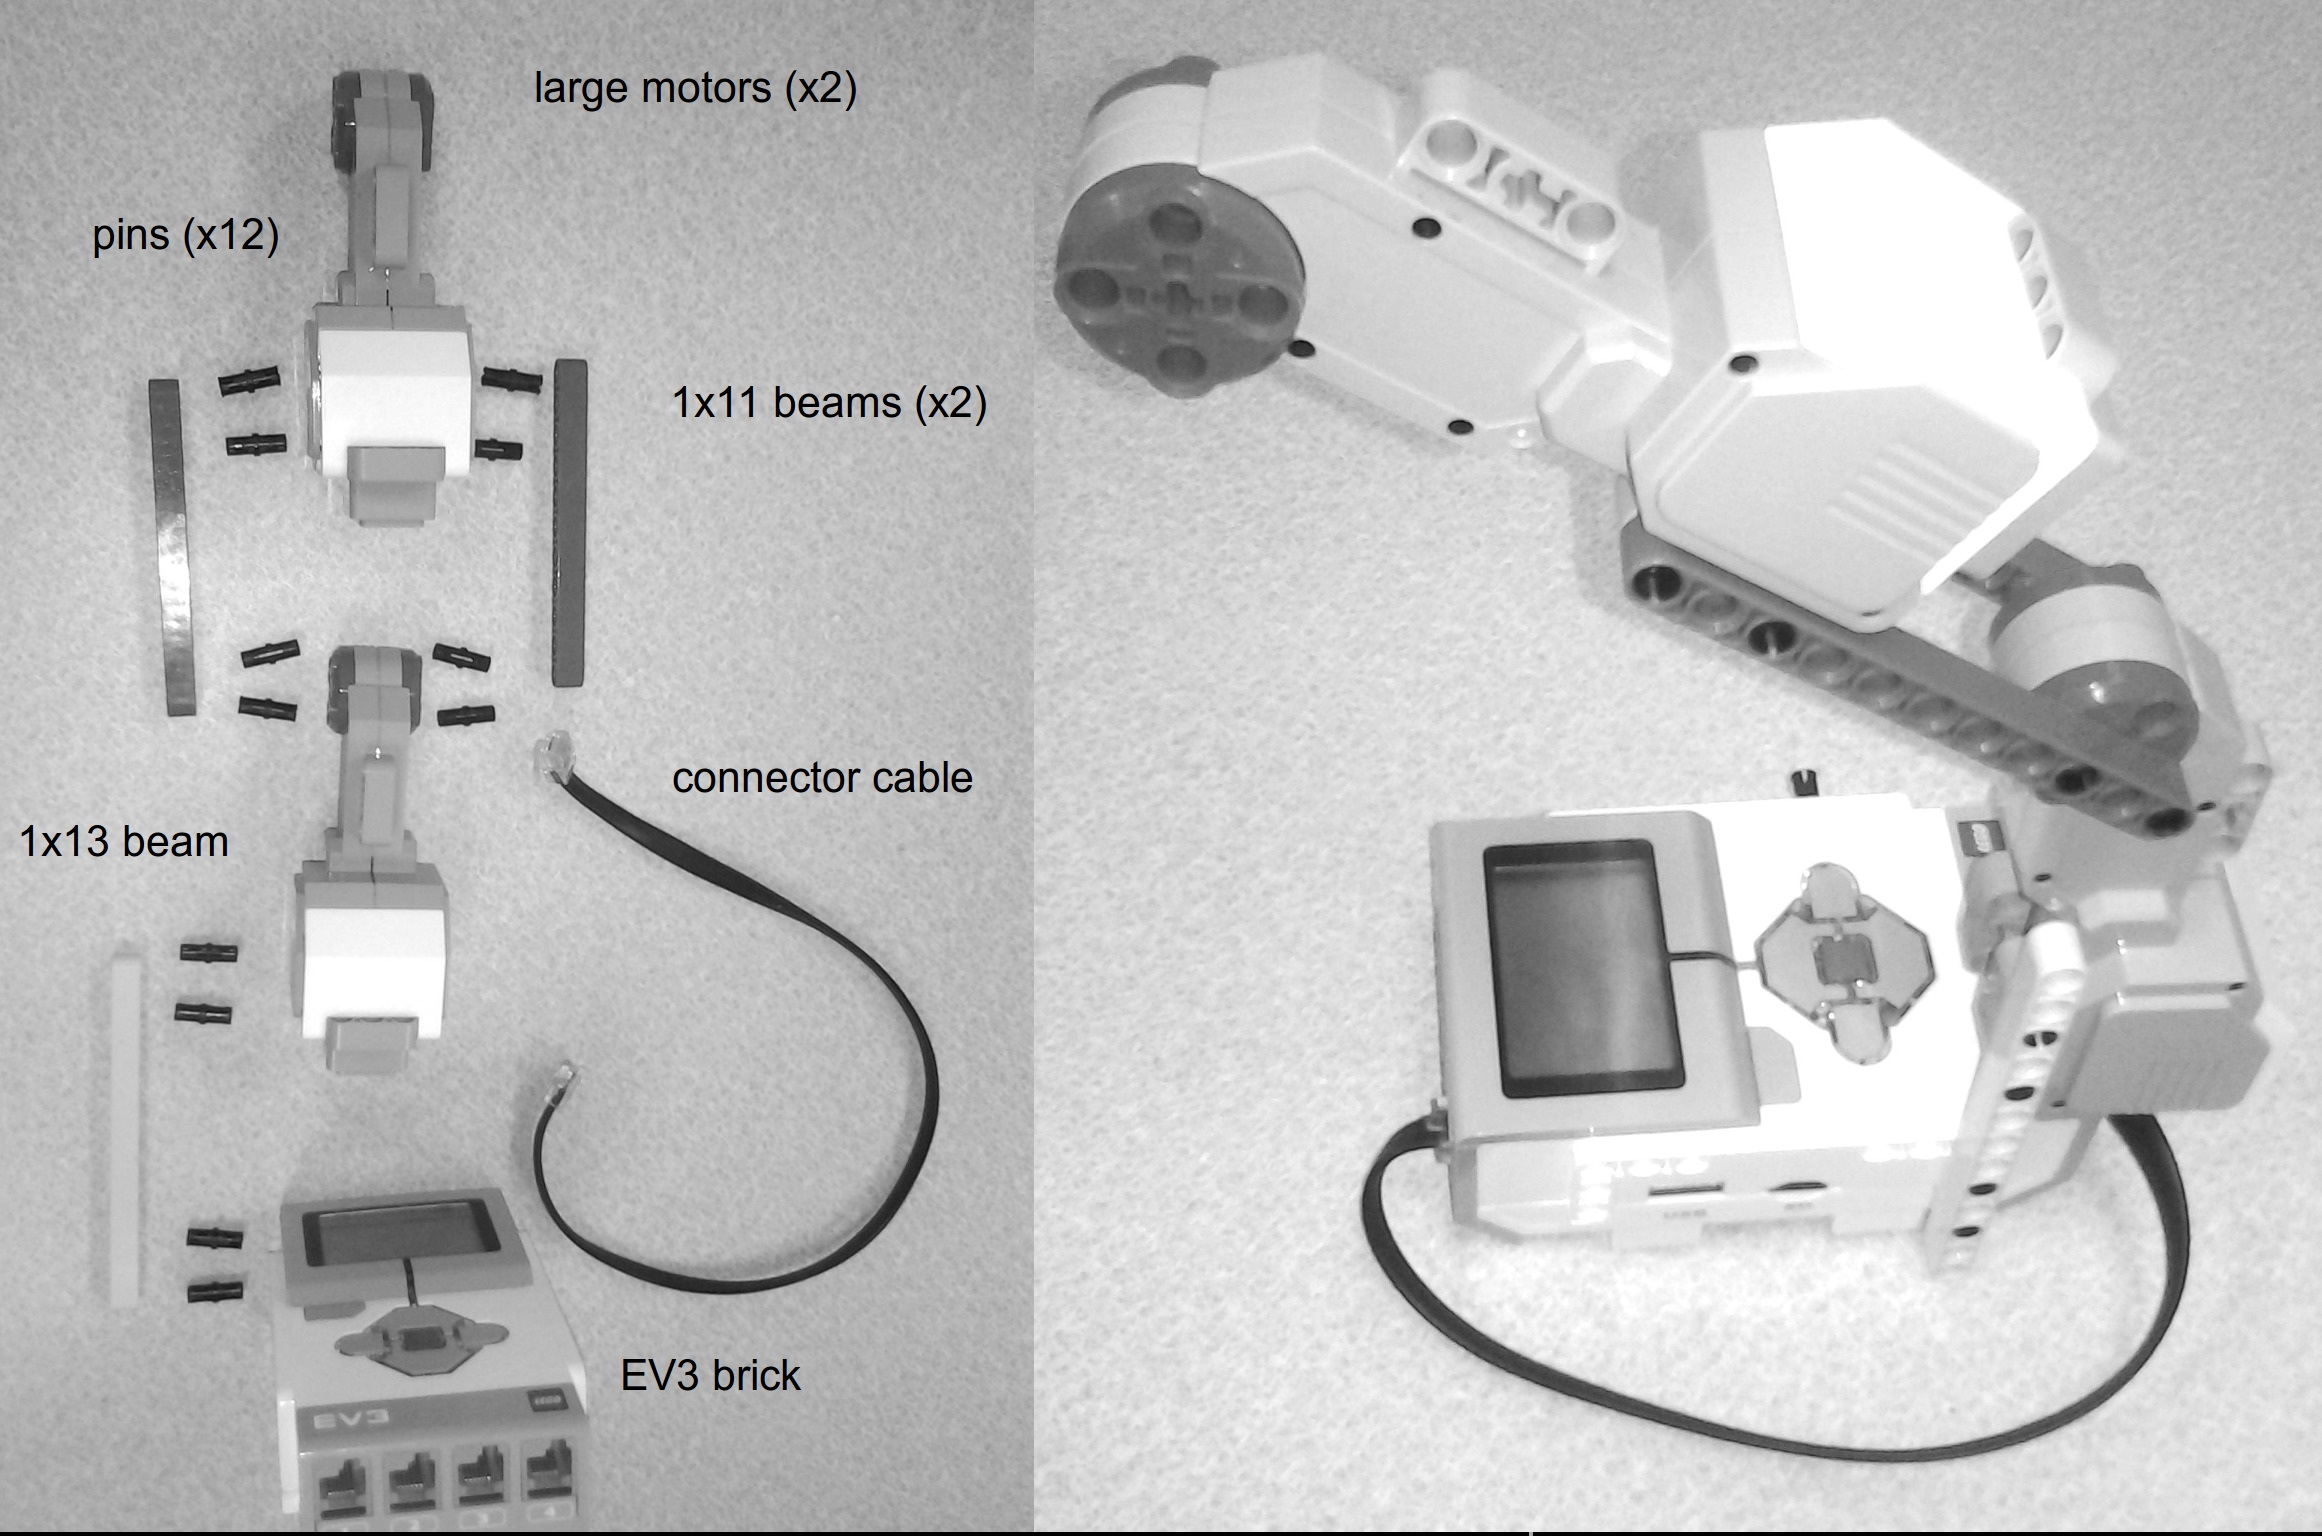 large motors (x2)
pins (x12)
1x11 beams (x2)
connector cable
1x13 beam
EV3 brick
EV3